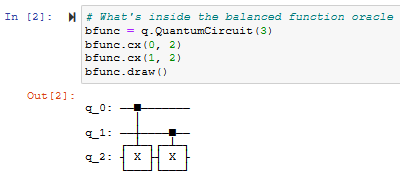 In [2]: # What's inside the balanced function oracle
bfunc = q.QuantumCircuit(3)
bfunc.cx(0, 2)
bfunc.cx(1, 2)
bfunc.draw()
Out[2]:
q_0:
q_1:
q_2: X X